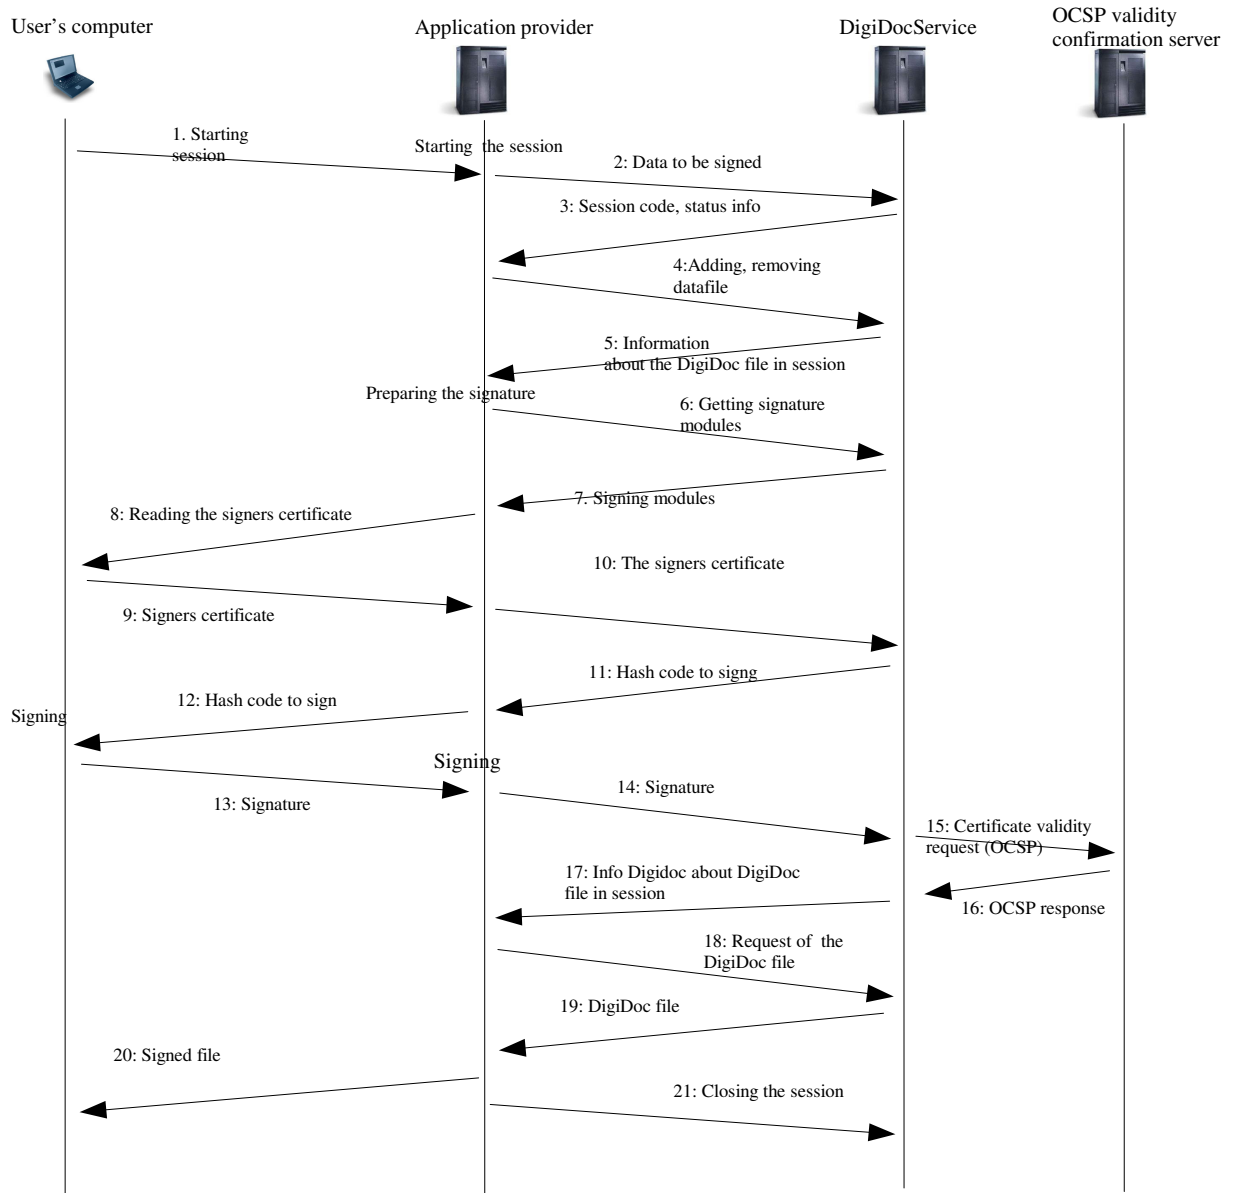 User's computer
Application provider
DigiDocService
OCSP validity
confirmation server
1. Starting
session
Starting  the session
2: Data to be signed
3: Session code, status info
4:Adding, removing
datafile
5: Information
about the DigiDoc file in session
Preparing the signature
6: Getting signature
modules
7. Signing modules
8: Reading the signers certificate
10: The signers certificate
9: Signers certificate
11: Hash code to signg
12: Hash code to sign
Signing
Signing
13: Signature
14: Signature
15: Certificate validity
request (OCSP)
17: Info Digidoc about DigiDoc
file in session
16: OCSP response
18: Request of  the
DigiDoc file
19: DigiDoc file
20: Signed file
21: Closing the session